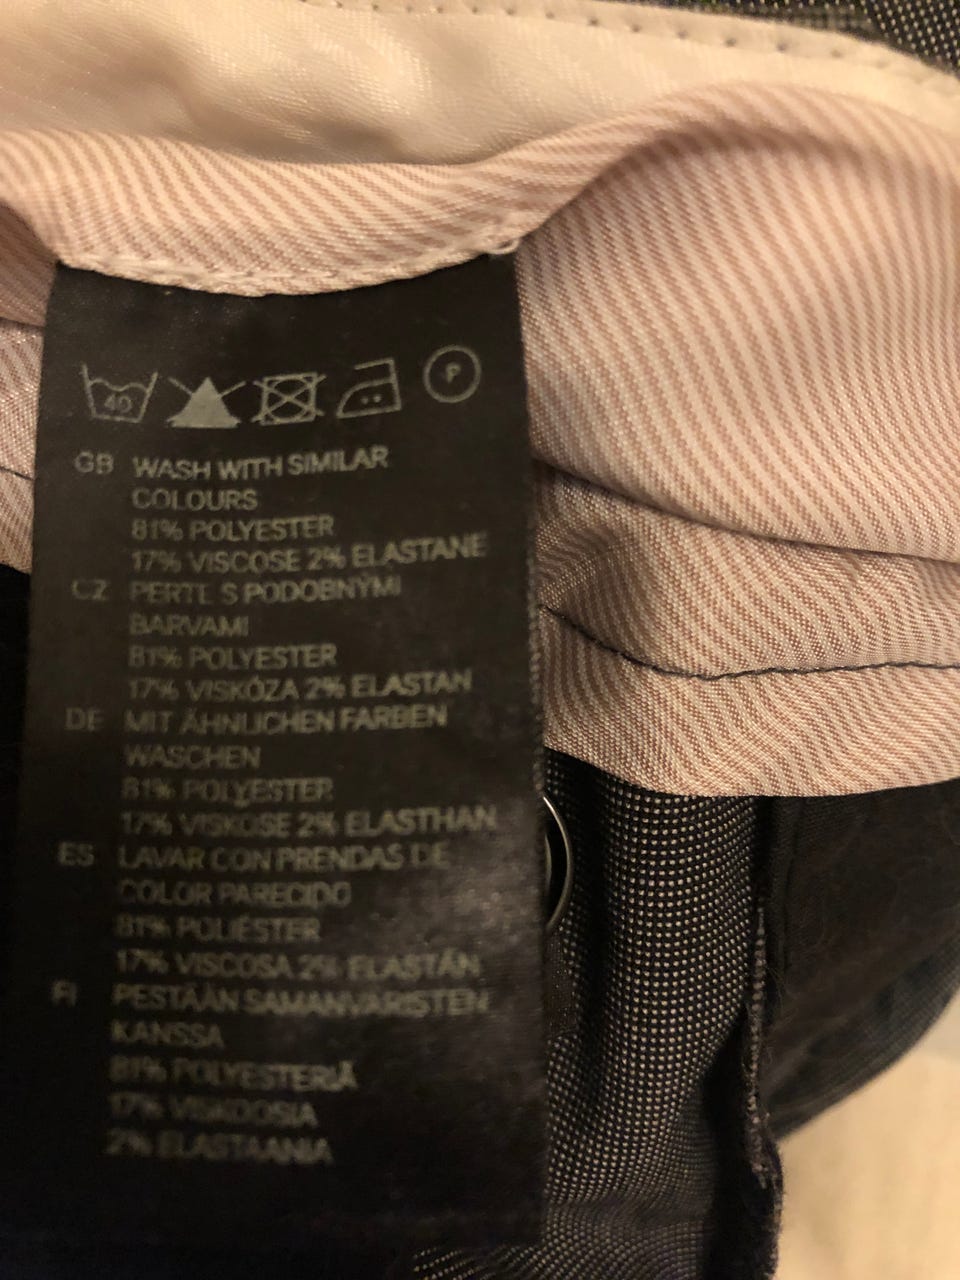 40 P
GB WASH WITH SIMILAR
COLOURS
81% POLYESTER
17% VISCOSE 2% ELASTANE
CZ PERTE S PODOBNÝMI
BARVAMI
81% POLYESTER
17% VISKÓZA 2% ELASTAN
DE MIT ÄHNLICHEN FARBEN
WASCHEN
81% POLYESTER
17% VISKOSE 2% ELASTHAN
ES LAVAR CON PRENDAS DE
COLOR PARECIDO
81% POLIÉSTER
17% VISCOSA 2% ELASTÁN
FI PESTÄÄN SAMANVÄRISTEN
KANSSA
81% POLYESTERIÄ
17% VISKOOSIA
2% ELASTAANIA